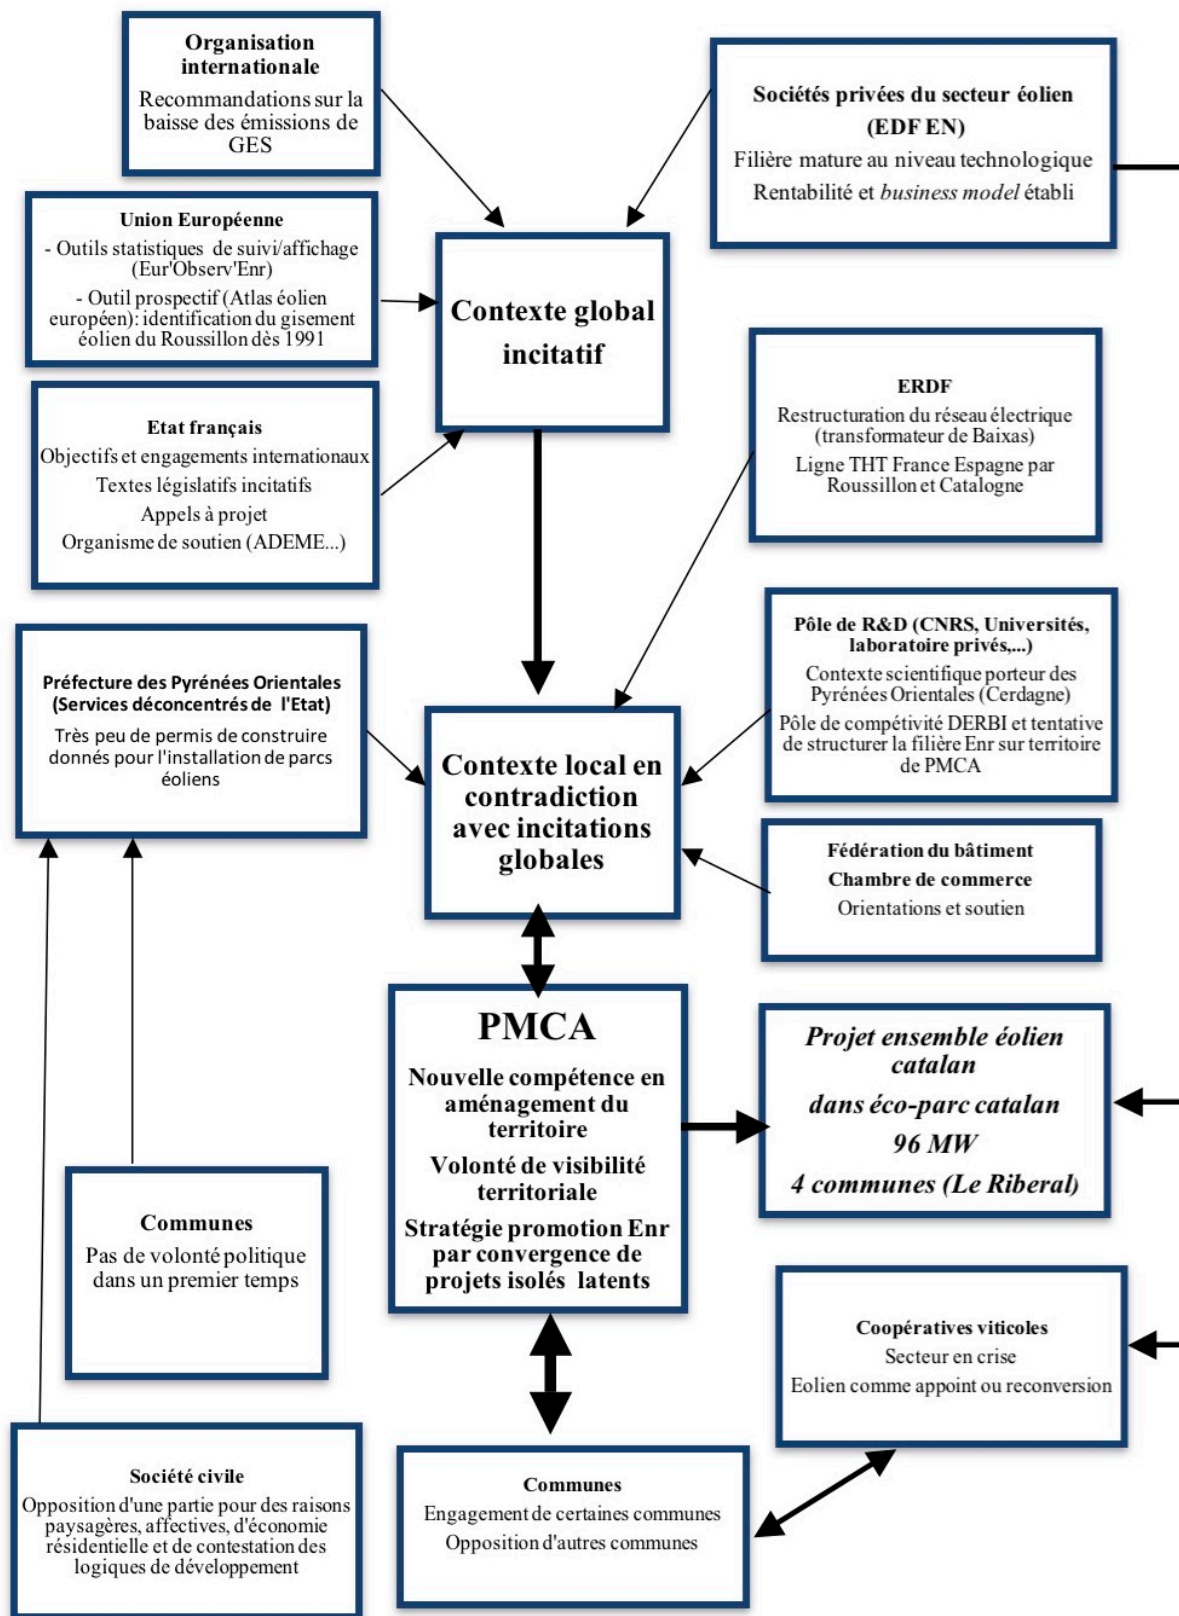 Organisation
internationale
Recommandations sur la
baisse des émissions de
GES
Sociétés privées du secteur éolien
(EDF EN)
Filière mature au niveau technologique
Rentabilité et business model établi
Union Européenne
- Outils statistiques de suivi/affichage
(Eur'Observ'Enr)
- Outil prospectif (Atlas éolien
européen): identification du gisement
éolien du Roussillon dès 1991
Contexte global
incitatif
Etat français
Objectifs et engagements internationaux
Textes législatifs incitatifs
Appels à projet
Organisme de soutien (ADEME...)
ERDF
Restructuration du réseau électrique
(transformateur de Baixas)
Ligne THT France Espagne par
Roussillon et Catalogne
Préfecture des Pyrénées Orientales
(Services déconcentrés de l'Etat)
Très peu de permis de construire
donnés pour l'installation de parcs
éoliens
Contexte local en
contradiction
avec incitations
globales
Pôle de R&D (CNRS, Universités,
laboratoire privés,...)
Contexte scientifique porteur des
Pyrénées Orientales (Cerdagne)
Pôle de compétivité DERBI et tentative
de structurer la filière Enr sur territoire
de PMCA
Fédération du bâtiment
Chambre de commerce
Orientations et soutien
PMCA
Nouvelle compétence en
aménagement du
territoire
Volonté de visibilité
territoriale
Stratégie promotion Enr
par convergence de
projets isolés latents
Projet ensemble éolien
catalan
dans éco-parc catalan
96 MW
4 communes (Le Riberal)
Communes
Pas de volonté politique
dans un premier temps
Coopératives viticoles
Secteur en crise
Eolien comme appoint ou reconversion
Société civile
Opposition d'une partie pour des raisons
paysagères, affectives, d'économie
résidentielle et de contestation des
logiques de développement
Communes
Engagement de certaines communes
Opposition d'autres communes